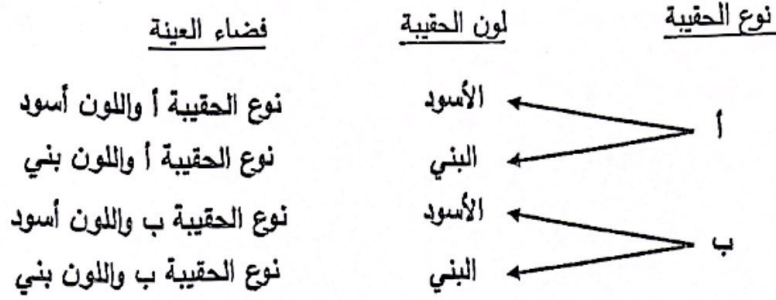 نوع الحقيبة لون الحقيبة فضاء العينة
أ
الأسود نوع الحقيبة أ واللون أسود
البني نوع الحقيبة أ واللون بني
ب
الأسود نوع الحقيبة ب واللون أسود
البني نوع الحقيبة ب واللون بني